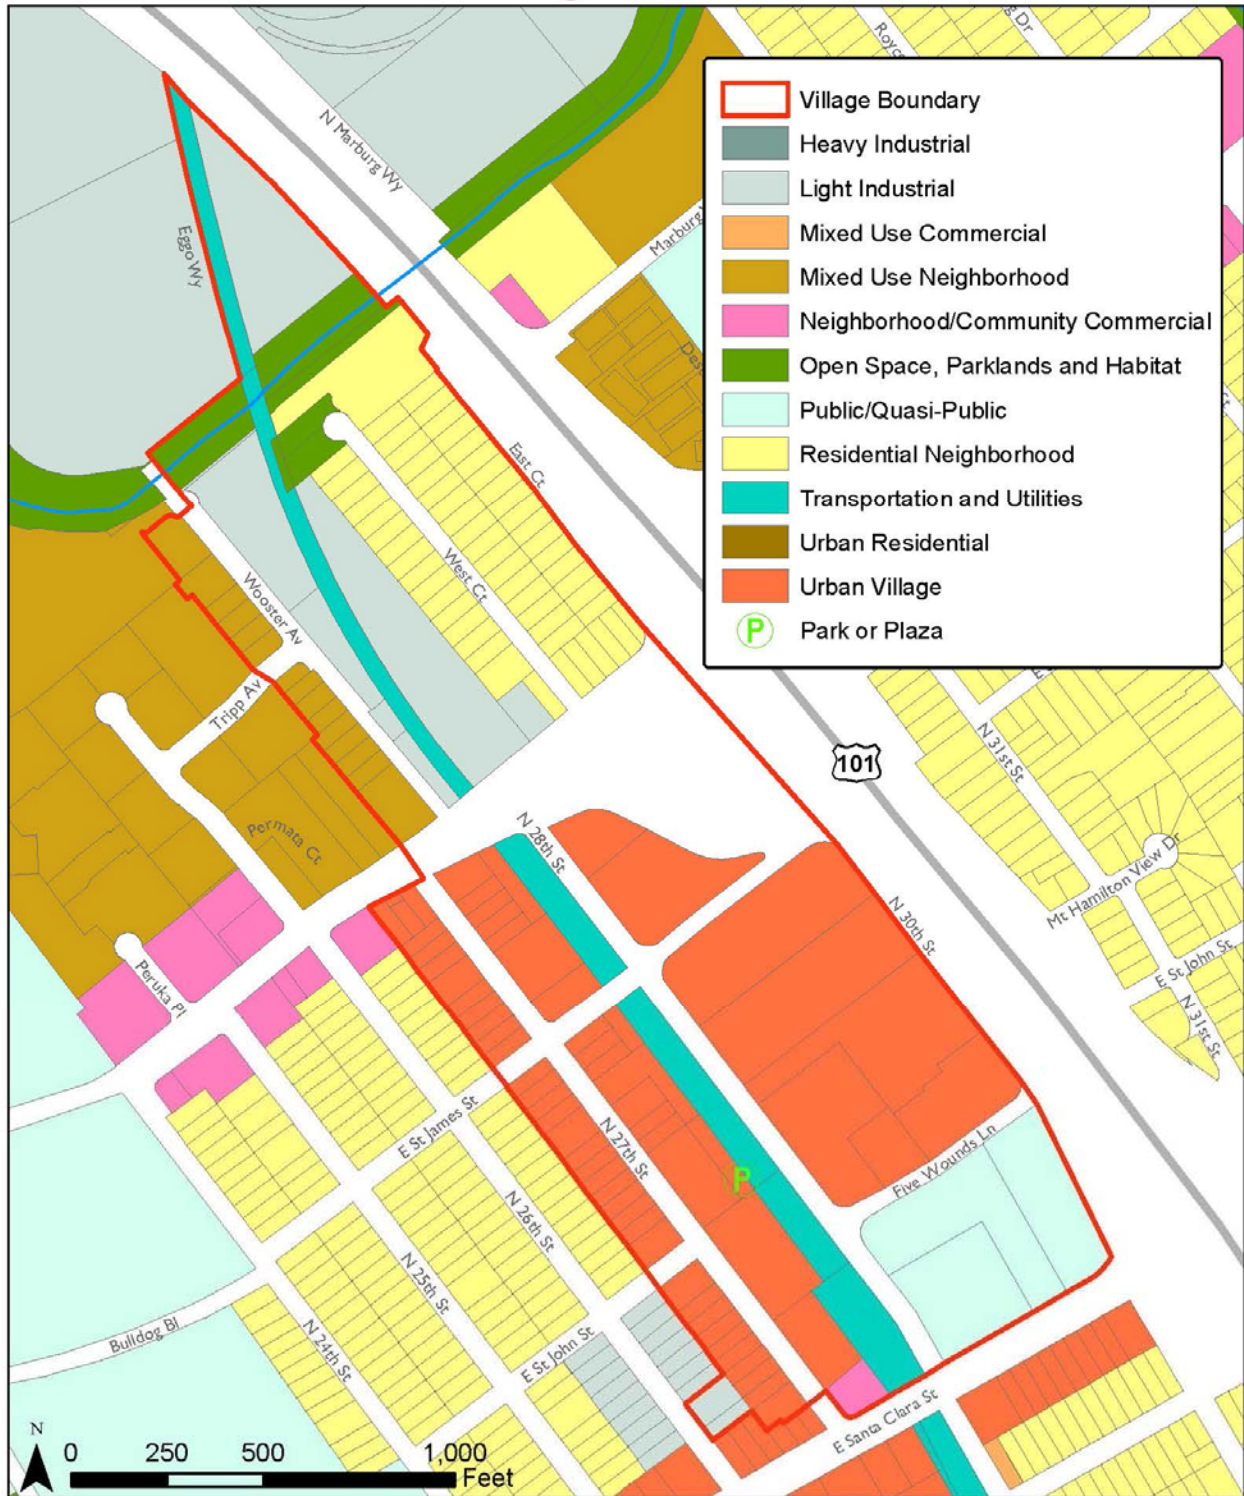 Royce
g Dr
N Marburg Wy
Marburg
Eggo Wy
Des
East Ct
West Ct
Wooster Av
Tripp Av
Permata Ct
Peruka Pl
N 28th St
N 30th St
N 31st St
Mt Hamilton View Dr
E St John St
N 31st St
Five Wounds Ln
E St James St
N 27th St
N 26th St
N 25th St
N 24th St
E St John St
Bulldog Bl
E Santa Clara St
101
P
Village Boundary
Heavy Industrial
Light Industrial
Mixed Use Commercial
Mixed Use Neighborhood
Neighborhood/Community Commercial
Open Space, Parklands and Habitat
Public/Quasi-Public
Residential Neighborhood
Transportation and Utilities
Urban Residential
Urban Village
P Park or Plaza
N
0 250 500 1,000
Feet